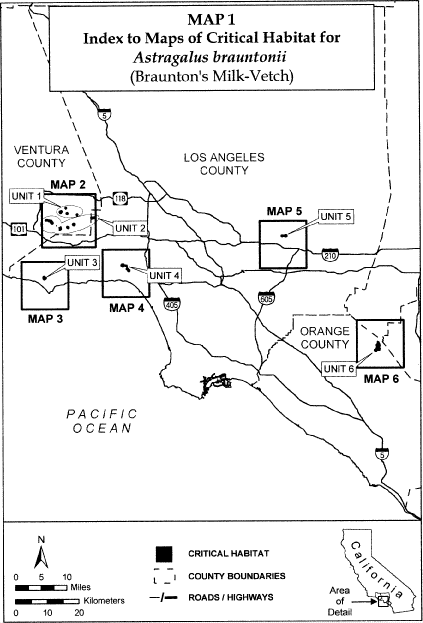 MAP 1
Index to Maps of Critical Habitat for
Astragalus brauntonii
(Braunton's Milk-Vetch)
5
VENTURA
COUNTY
LOS ANGELES
COUNTY
MAP 2
UNIT 1
118
MAP 5
UNIT 5
101
UNIT 2
210
UNIT 3
UNIT 4
MAP 3
MAP 4
405
605
ORANGE
COUNTY
UNIT 6
MAP 6
PACIFIC
OCEAN
5
N
0 5 10
Miles
0 10 20
Kilometers
CRITICAL HABITAT
COUNTY BOUNDARIES
ROADS / HIGHWAYS
California
Area
of
Detail